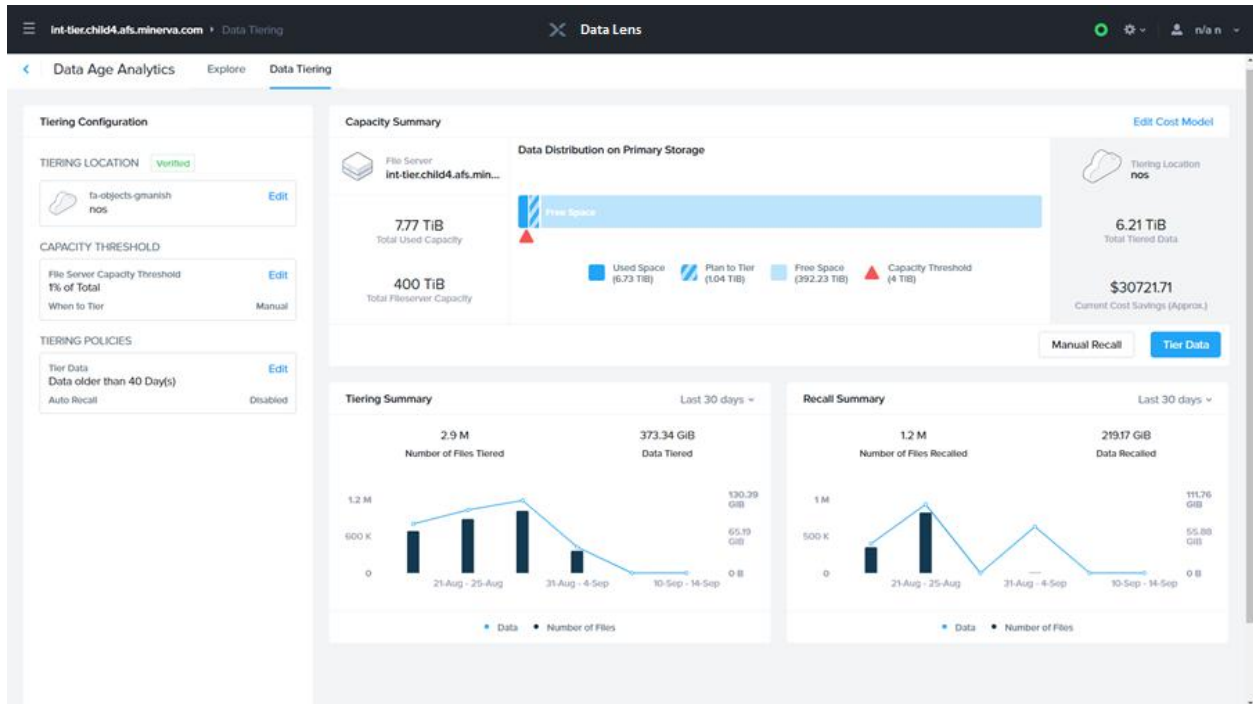 int-tier.child4.afs.minerva.com Data Tiering
Data Lens
n/a n
Data Age Analytics
Explore
Data Tiering
Tiering Configuration
TIERING LOCATION Verified
fa-objects-gmanish
nos
Edit
CAPACITY THRESHOLD
File Server Capacity Threshold
Edit
1% of Total
When to Tier
Manual
TIERING POLICIES
Tier Data
Edit
Data older than 40 Day(s)
Auto Recall
Disabled
Capacity Summary
Edit Cost Model
File Server
int-tier.child4.afs.min...
7.77 TiB
Total Used Capacity
400 TiB
Total Fileserver Capacity
Data Distribution on Primary Storage
Free Space
Used Space
(6.73 TiB)
Plan to Tier
(1.04 TiB)
Free Space
(392.23 TiB)
Capacity Threshold
(4 TiB)
Tiering Location
nos
6.21 TiB
Total Tiered Data
$30721.71
Current Cost Savings (Approx.)
Manual Recall
Tier Data
Tiering Summary
Last 30 days
2.9 M
Number of Files Tiered
373.34 GiB
Data Tiered
1.2 M
600 K
0
130.39
GiB
65.19
GiB
0 B
21-Aug - 25-Aug
31-Aug - 4-Sep
10-Sep - 14-Sep
Data
Number of Files
Recall Summary
Last 30 days
1.2 M
Number of Files Recalled
219.17 GiB
Data Recalled
1 M
500 K
0
111.76
GiB
55.88
GiB
0 B
21-Aug - 25-Aug
31-Aug - 4-Sep
10-Sep - 14-Sep
Data
Number of Files